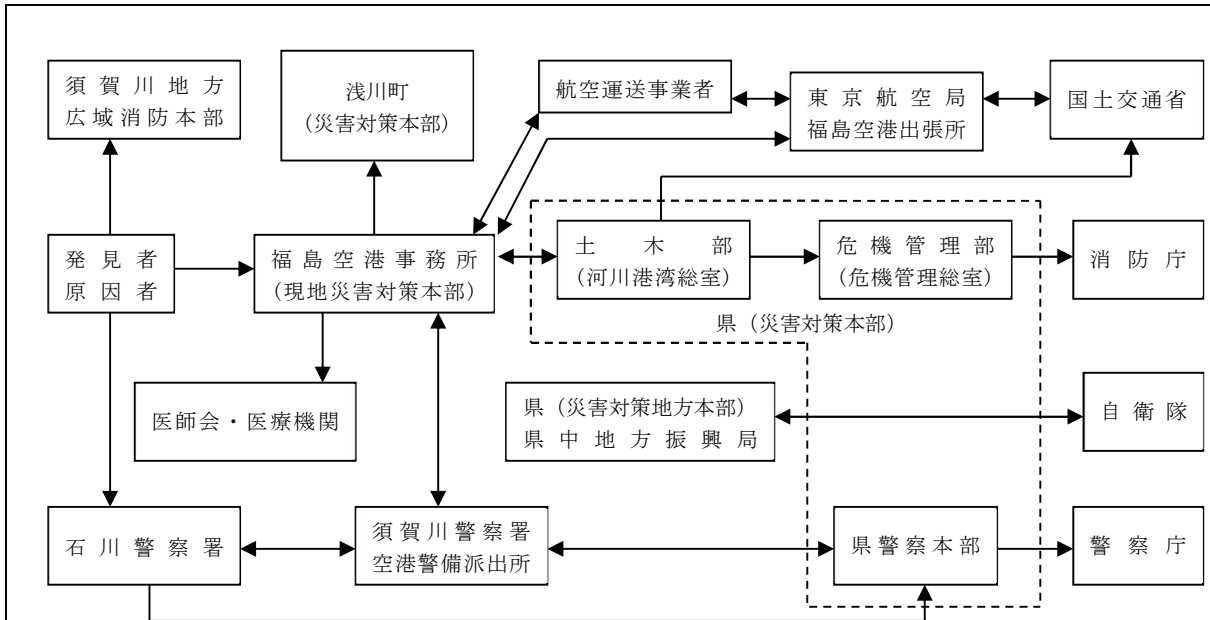 須賀川地方
広域消防本部
浅川町
（災害対策本部）
航空運送事業者
東京航空局
福島空港出張所
国土交通省
発見者
原因者
福島空港事務所
（現地災害対策本部）
土木部
（河川港湾総室）
危機管理部
（危機管理総室）
消防庁
県（災害対策本部）
医師会・医療機関
県（災害対策地方本部）
県中地方振興局
自衛隊
石川警察署
須賀川警察署
空港警備派出所
県警察本部
警察庁